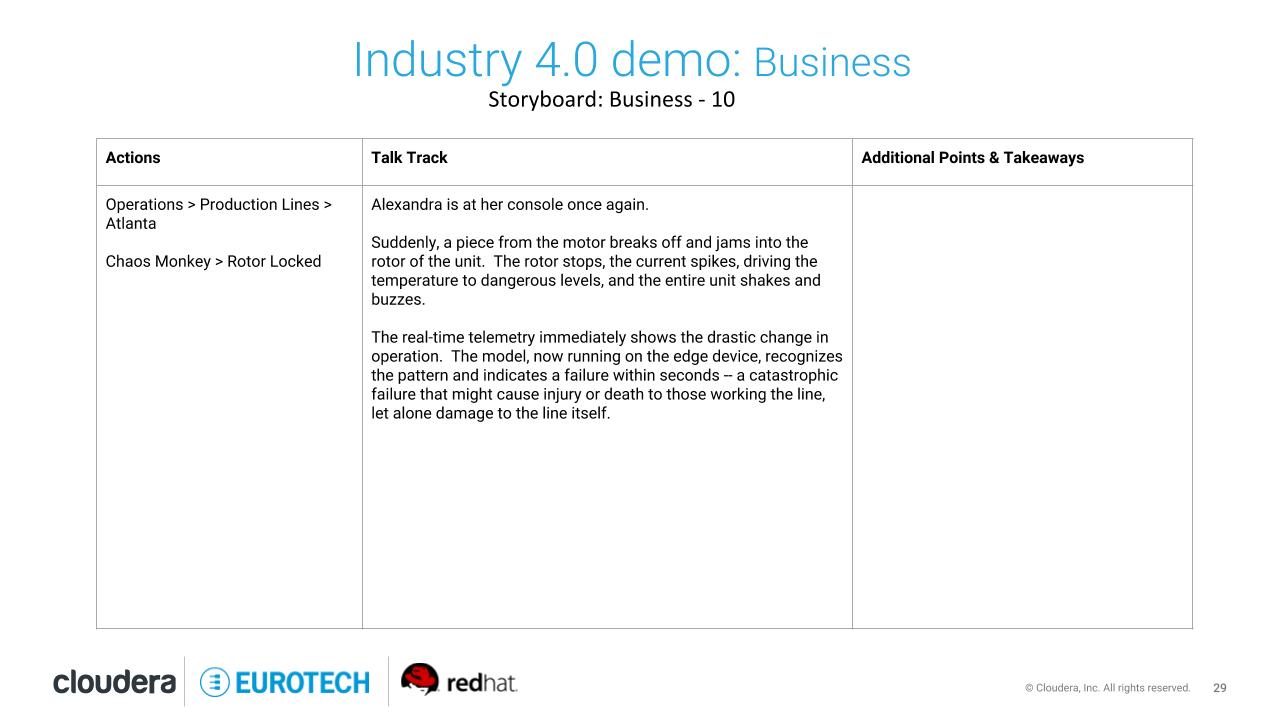 Industry 4.0 demo: Business
Storyboard: Business - 10
Actions
Talk Track
Additional Points & Takeaways
Operations > Production Lines >
Atlanta
Chaos Monkey > Rotor Locked
Alexandra is at her console once again.
Suddenly, a piece from the motor breaks off and jams into the
rotor of the unit.  The rotor stops, the current spikes, driving the
temperature to dangerous levels, and the entire unit shakes and
buzzes.
The real-time telemetry immediately shows the drastic change in
operation.  The model, now running on the edge device, recognizes
the pattern and indicates a failure within seconds -- a catastrophic
failure that might cause injury or death to those working the line,
let alone damage to the line itself.
cloudera
EUROTECH
redhat.
© Cloudera, Inc. All rights reserved.
29